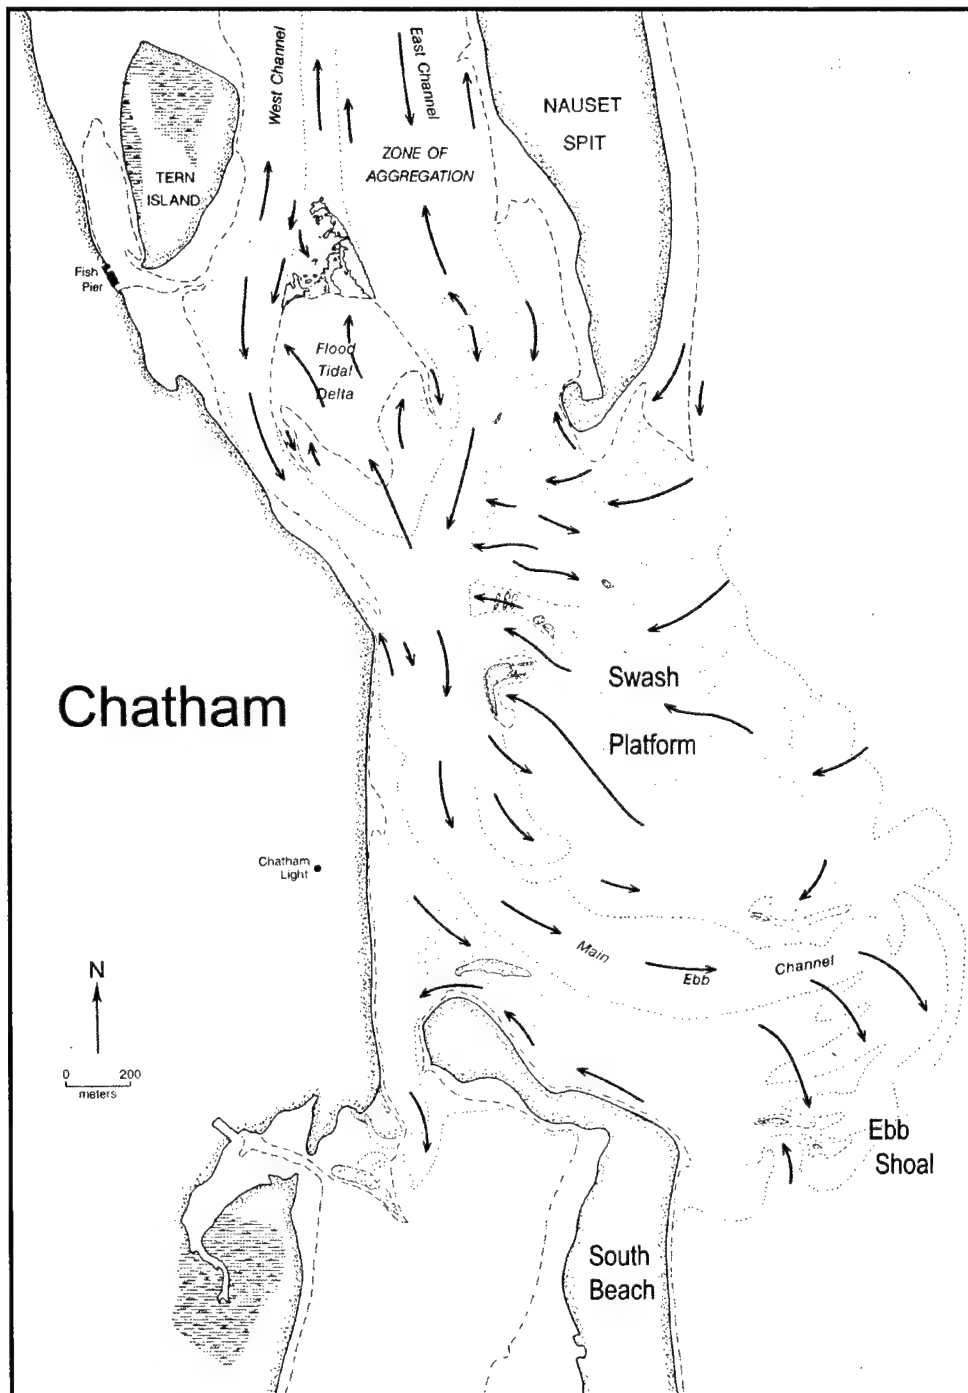 West Channel
East Channel
NAUSET
SPIT
ZONE OF
AGGREGATION
TERN
ISLAND
Fish
Pier
Flood
Tidal
Delta
Swash
Platform
Chatham
Chatham
Light
Main
Ebb
Channel
N
0 200
meters
Ebb
Shoal
South
Beach